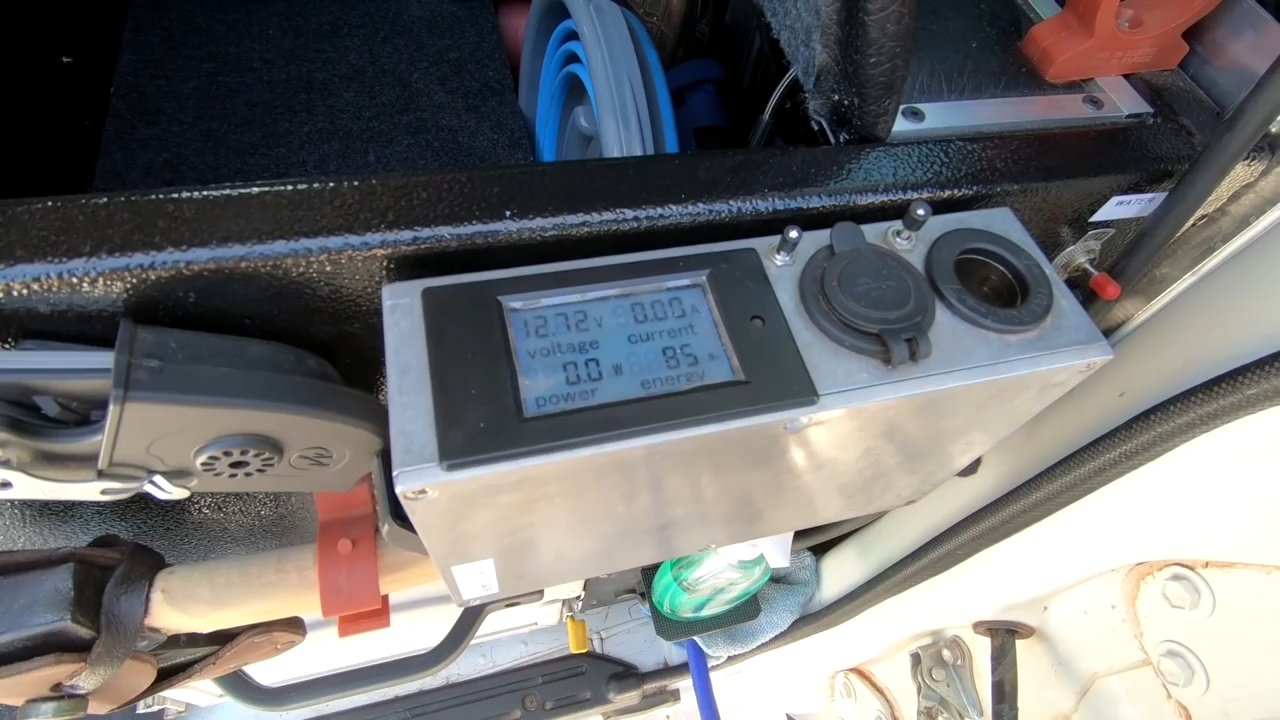 12.72 V 0.00 A
voltage current
0.0 W 85
power energy
WATER